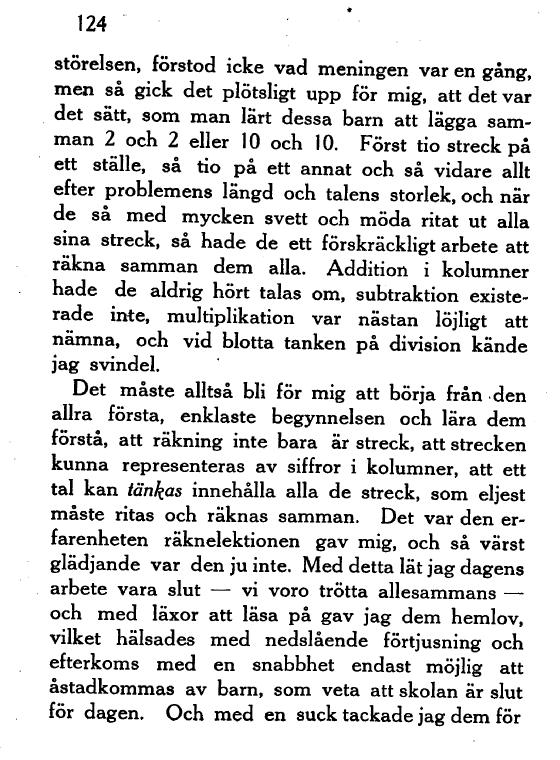 124
störelsen, förstod icke vad meningen var en gång,
men så gick det plötsligt upp för mig, att det var
det sätt, som man lärt dessa barn att lägga sam-
man 2 och 2 eller 10 och 10. Först tio streck på
ett ställe, så tio på ett annat och så vidare allt
efter problemens längd och talens storlek, och när
de så med mycken svett och möda ritat ut alla
sina streck, så hade de ett förskräckligt arbete att
räkna samman dem alla. Addition i kolumner
hade de aldrig hört talas om, subtraktion existe-
rade inte, multiplikation var nästan löjligt att
nämna, och vid blotta tanken på division kände
jag svindel.
Det måste alltså bli för mig att börja från den
allra första, enklaste begynnelsen och lära dem
förstå, att räkning inte bara är streck, att strecken
kunna representeras av siffror i kolumner, att ett
tal kan tänkas innehålla alla de streck, som eljest
måste ritas och räknas samman. Det var den er-
farenheten räknelektionen gav mig, och så värst
glädjande var den ju inte. Med detta lät jag dagens
arbete vara slut — vi voro trötta allesammans —
och med läxor att läsa på gav jag dem hemlov,
vilket hälsades med nedslående förtjusning och
efterkoms med en snabbhet endast möjlig att
åstadkommas av barn, som veta att skolan är slut
för dagen. Och med en suck tackade jag dem för